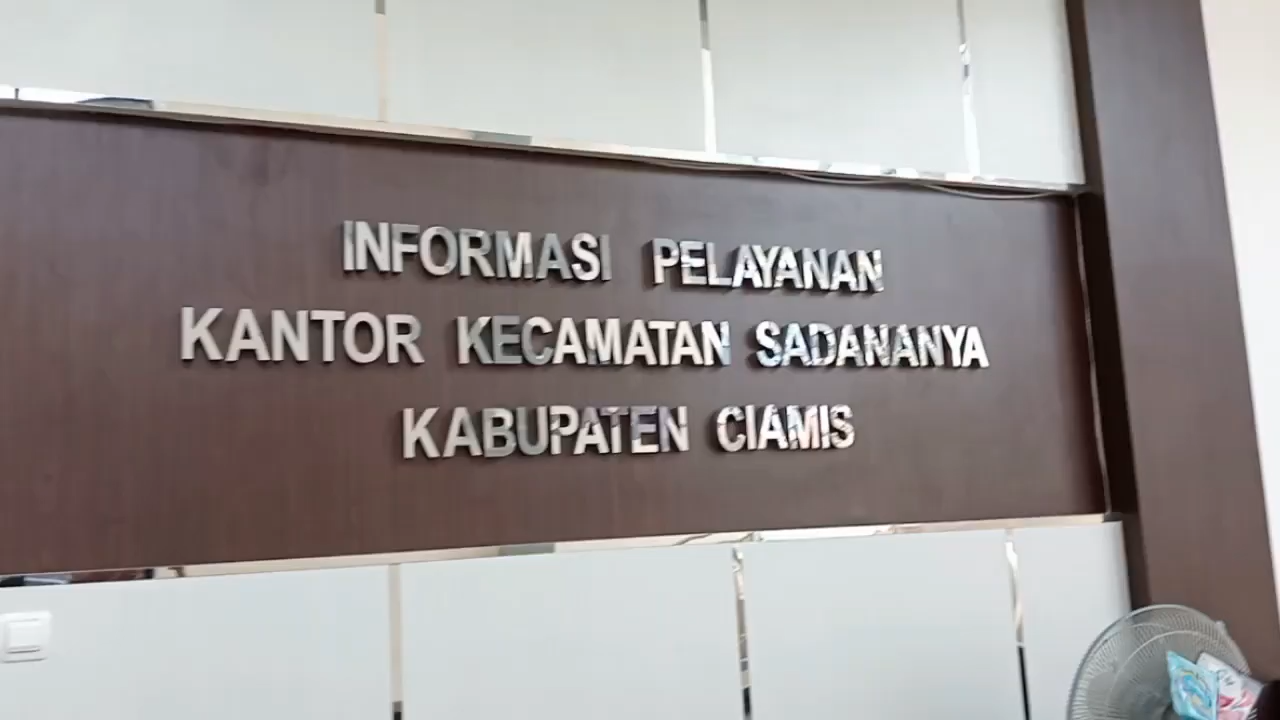 INFORMASI PELAYANAN
KANTOR KECAMATAN SADANANYA
KABUPATEN CIAMIS